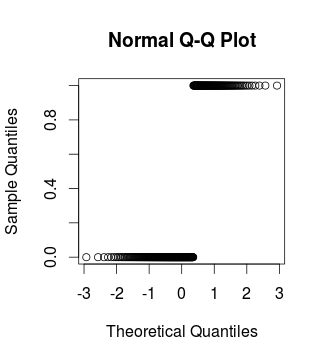 Normal Q-Q Plot
Sample Quantiles
0.8
0.4
0.0
-3 -2 -1 0 1 2 3
Theoretical Quantiles